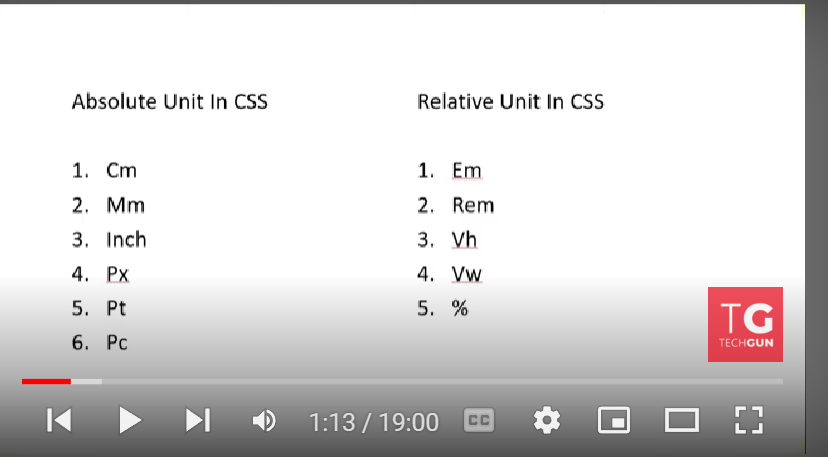 Absolute Unit In CSS
1. Cm
2. Mm
3. Inch
4. Px
5. Pt
6. Pc
Relative Unit In CSS
1. Em
2. Rem
3. Vh
4. Vw
5. %
TG
TECHGUN
1:13 / 19:00
CC